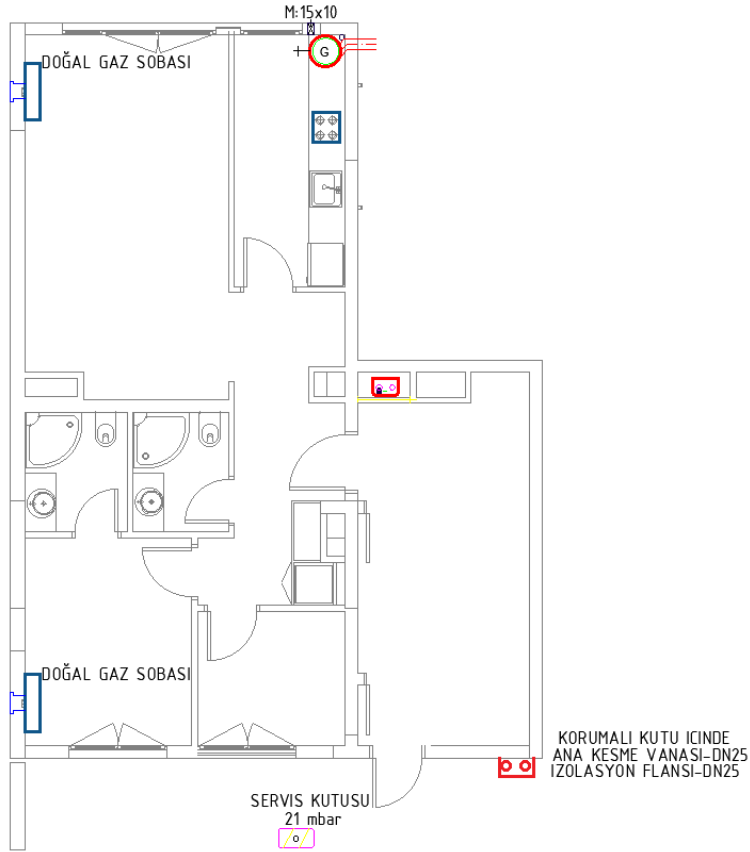 M:15x10
DOĞAL GAZ SOBASI
G
DOĞAL GAZ SOBASI
KORUMALI KUTU ICINDE
ANA KESME VANASI-DN25
IZOLASYON FLANSI-DN25
SERVIS KUTUSU
21 mbar